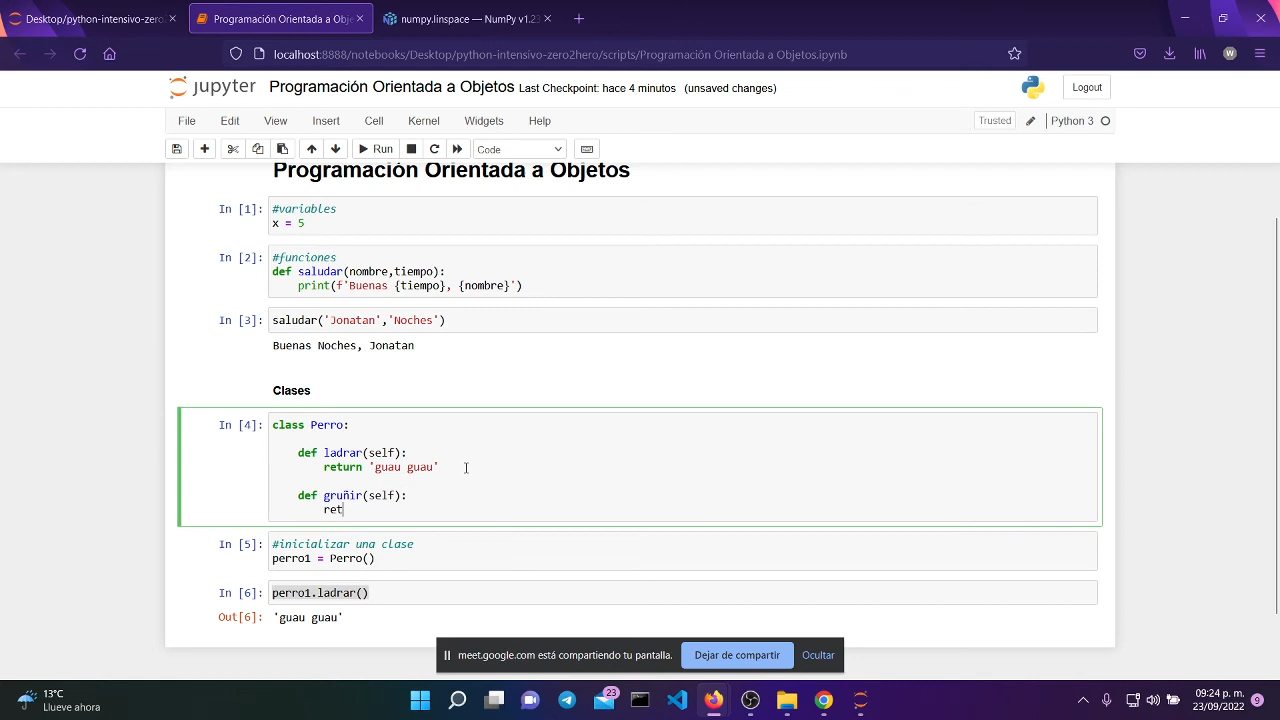 Desktop/python-intensivo-zero
Programación Orientada a Obje
numpy.linspace — NumPy v1.23
localhost:8888/notebooks/Desktop/python-intensivo-zero2hero/scripts/Programación Orientada a Objetos.ipynb
W
jupyter Programación Orientada a Objetos Last Checkpoint: hace 4 minutos (unsaved changes)
Logout
File Edit View Insert Cell Kernel Widgets Help
Trusted Python 3
Run Code
Programación Orientada a Objetos
In [1]: #variables
x = 5
In [2]: #funciones
def saludar(nombre,tiempo):
print(f'Buenas {tiempo}, {nombre}')
In [3]: saludar('Jonatan','Noches')
Buenas Noches, Jonatan
Clases
In [4]: class Perro:
def ladrar(self):
return 'guau guau'
def gruñir(self):
ret
In [5]: #inicializar una clase
perro1 = Perro()
In [6]: perro1.ladrar()
Out[6]: 'guau guau'
meet.google.com está compartiendo tu pantalla. Dejar de compartir Ocultar
13°C
Llueve ahora
23
09:24 p. m.
23/09/2022